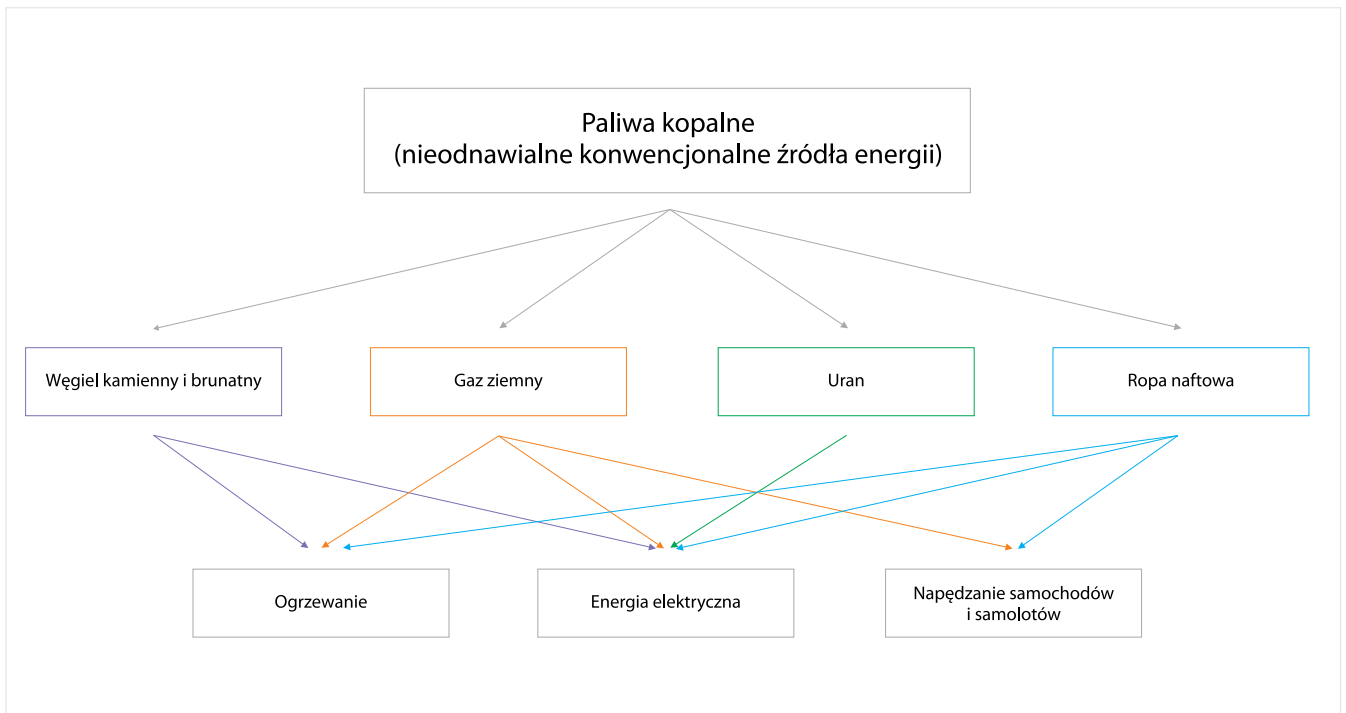 Paliwa kopalne
(nieodnawialne konwencjonalne źródła energii)
Węgiel kamienny i brunatny
Gaz ziemny
Uran
Ropa naftowa
Ogrzewanie
Energia elektryczna
Napędzanie samochodów
i samolotów